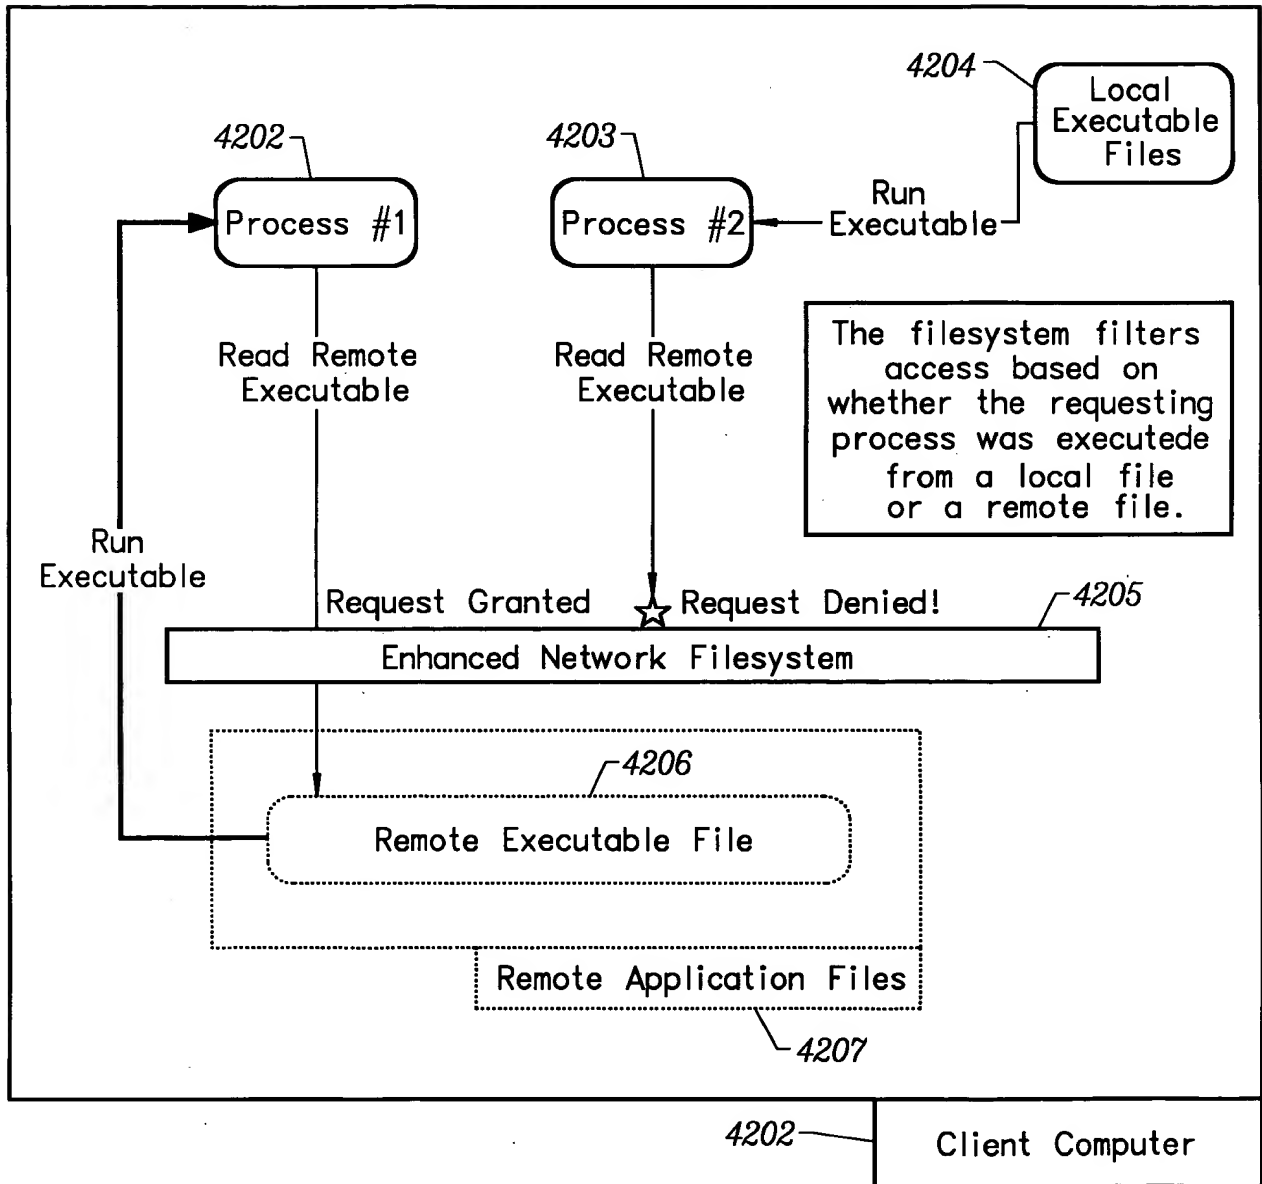 4204
Local
Executable
Files
4202
4203
Process #1
Process #2
Run
Executable
The filesystem filters
access based on
whether the requesting
process was executede
from a local file
or a remote file.
Read Remote
Executable
Read Remote
Executable
Run
Executable
Request Granted
Request Denied!
4205
Enhanced Network Filesystem
4206
Remote Executable File
Remote Application Files
4207
4202
Client Computer